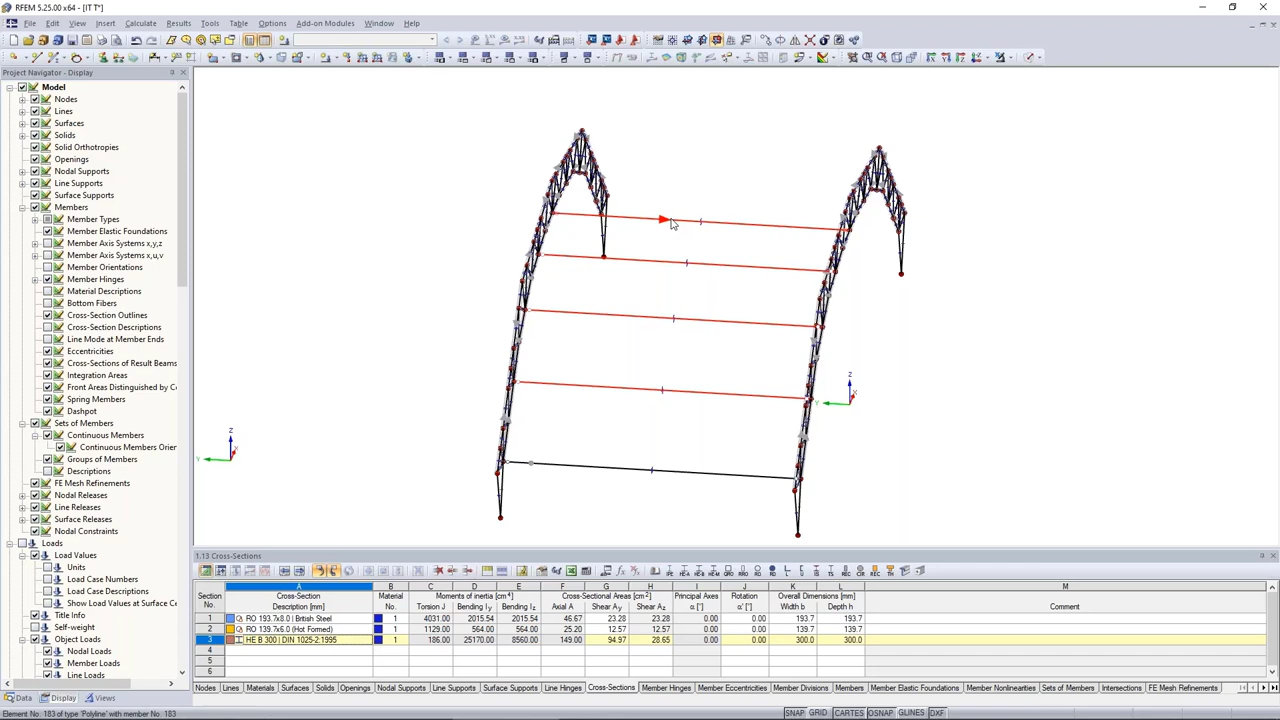 RFEM 5.25.00 x64 - [IT T*]
File Edit View Insert Calculate Results Tools Table Options Add-on Modules Window Help
Project Navigator - Display
Model
Nodes
Lines
Surfaces
Solids
Solid Orthotropies
Openings
Nodal Supports
Line Supports
Surface Supports
Members
Member Types
Member Elastic Foundations
Member Axis Systems x,y,z
Member Axis Systems x,u,v
Member Orientations
Member Hinges
Material Descriptions
Bottom Fibers
Cross-Section Outlines
Cross-Section Descriptions
Line Mode at Member Ends
Eccentricities
Cross-Sections of Result Beams
Integration Areas
Front Areas Distinguished by C
Spring Members
Dashpot
Sets of Members
Continuous Members
Continuous Members Orien
Groups of Members
Descriptions
FE Mesh Refinements
Nodal Releases
Line Releases
Surface Releases
Nodal Constraints
Loads
Load Values
Units
Load Case Numbers
Load Case Descriptions
Show Load Values at Surface Ce
Title Info
Self-weight
Object Loads
Nodal Loads
Member Loads
Line Loads
Data Display Views
Z
Y
X
Z
Y
X
1.13 Cross-Sections
A B C D E F G H I J K L M
Section No. Cross-Section Description [mm] Material No. Moments of inertia [cm4] Torsion J Bending Iy Bending Iz Cross-Sectional Areas [cm2] Axial A Shear Ay Shear Az Principal Axes α [°] Rotation α' [°] Overall Dimensions [mm] Width b Depth h Comment
1 RO 193.7x8.0 | British Steel 1 4031.00 2015.54 2015.54 46.67 23.28 23.28 0.00 0.00 193.7 193.7
2 RO 139.7x6.0 (Hot Formed) 1 1129.00 564.00 564.00 25.20 12.57 12.57 0.00 0.00 139.7 139.7
3 HE B 300 | DIN 1025-2:1995 1 186.00 25170.00 8560.00 149.00 94.97 28.65 0.00 0.00 300.0 300.0
4
5
6
Nodes Lines Materials Surfaces Solids Openings Nodal Supports Line Supports Surface Supports Line Hinges Cross-Sections Member Hinges Member Eccentricities Member Divisions Members Member Elastic Foundations Member Nonlinearities Sets of Members Intersections FE Mesh Refinements
Element No. 183 of type 'Polyline' with member No. 183
SNAP GRID CARTES OSNAP GLINES DXF